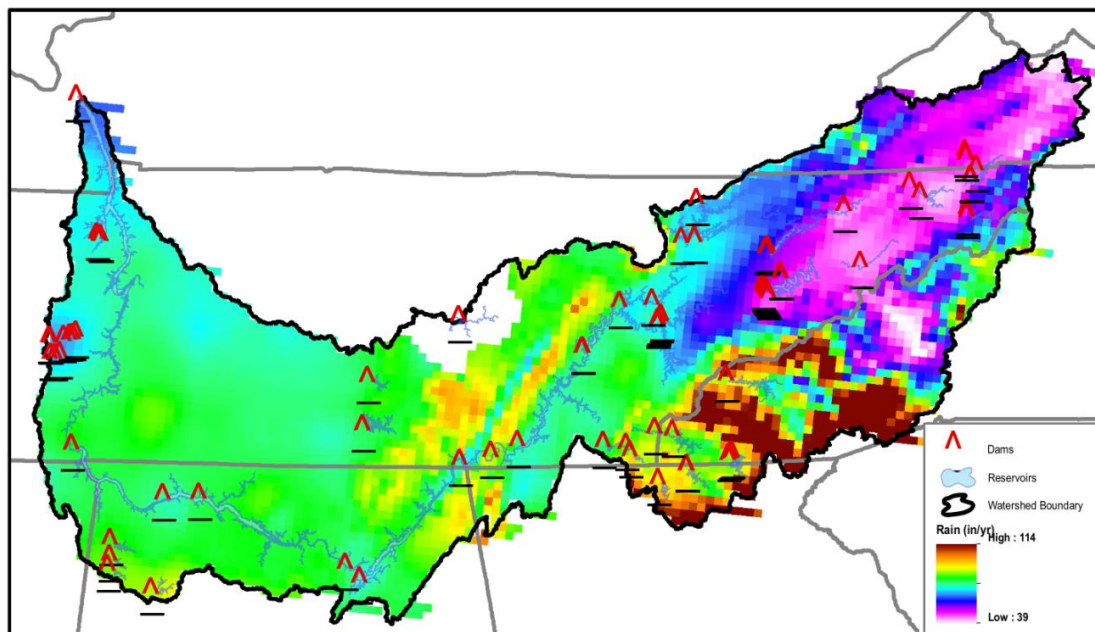 Dams
Reservoirs
Watershed Boundary
Rain (in/yr)
High : 114
Low : 39